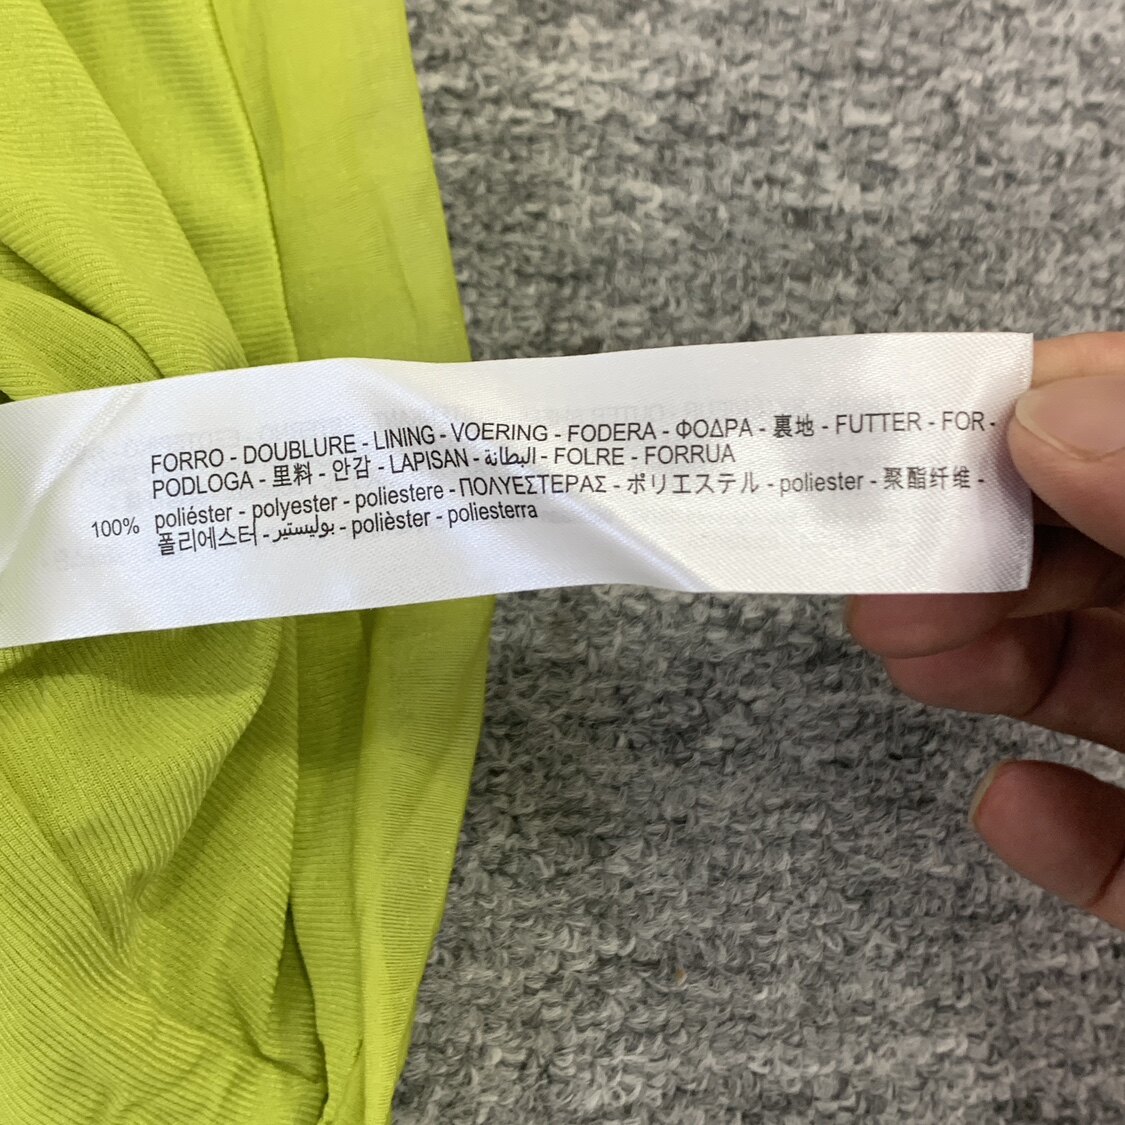 FORRO - DOUBLURE - LINING - VOERING - FODERA - ΦΟΔΡΑ - 裏地 - FUTTER - FOR -
PODLOGA - 里料 - 안감 - LAPISAN - البطانة - FOLRE - FORRUA
100% poliéster - polyester - poliestere - ΠΟΛΥΕΣΤΕΡΑΣ - ポリエステル - poliester - 聚酯纤维 -
폴리에스터 - بوليستير - polièster - poliesterra